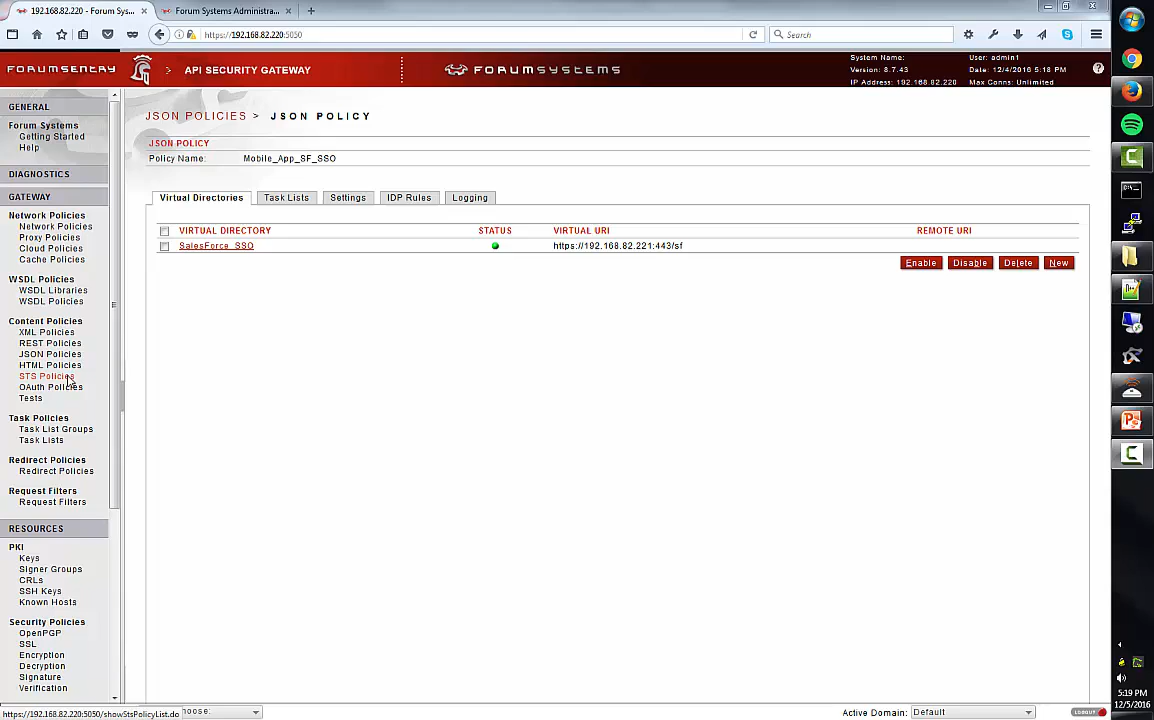 192.168.82.220 - Forum Sys...
Forum Systems Administra...
https://192.168.82.220:5050
Search
FORUMSENTRY
> API SECURITY GATEWAY
FORUMSYSTEMS
System Name:
Version: 8.7.43
IP Address: 192.168.82.220
User: admin1
Date: 12/4/2016 5:18 PM
Max Conns: Unlimited
GENERAL
Forum Systems
Getting Started
Help
DIAGNOSTICS
GATEWAY
Network Policies
Network Policies
Proxy Policies
Cloud Policies
Cache Policies
WSDL Policies
WSDL Libraries
WSDL Policies
Content Policies
XML Policies
REST Policies
JSON Policies
HTML Policies
STS Policies
OAuth Policies
Tests
Task Policies
Task List Groups
Task Lists
Redirect Policies
Redirect Policies
Request Filters
Request Filters
RESOURCES
PKI
Keys
Signer Groups
CRLs
SSH Keys
Known Hosts
Security Policies
OpenPGP
SSL
Encryption
Decryption
Signature
Verification
JSON POLICIES > JSON POLICY
JSON POLICY
Policy Name: Mobile_App_SF_SSO
Virtual Directories Task Lists Settings IDP Rules Logging
VIRTUAL DIRECTORY STATUS VIRTUAL URI REMOTE URI
SalesForce_SSO https://192.168.82.221:443/sf
Enable Disable Delete New
https://192.168.82.220:5050/showStsPolicyList.do
hoose:
Active Domain: Default
LOGOUT
5:19 PM
12/5/2016